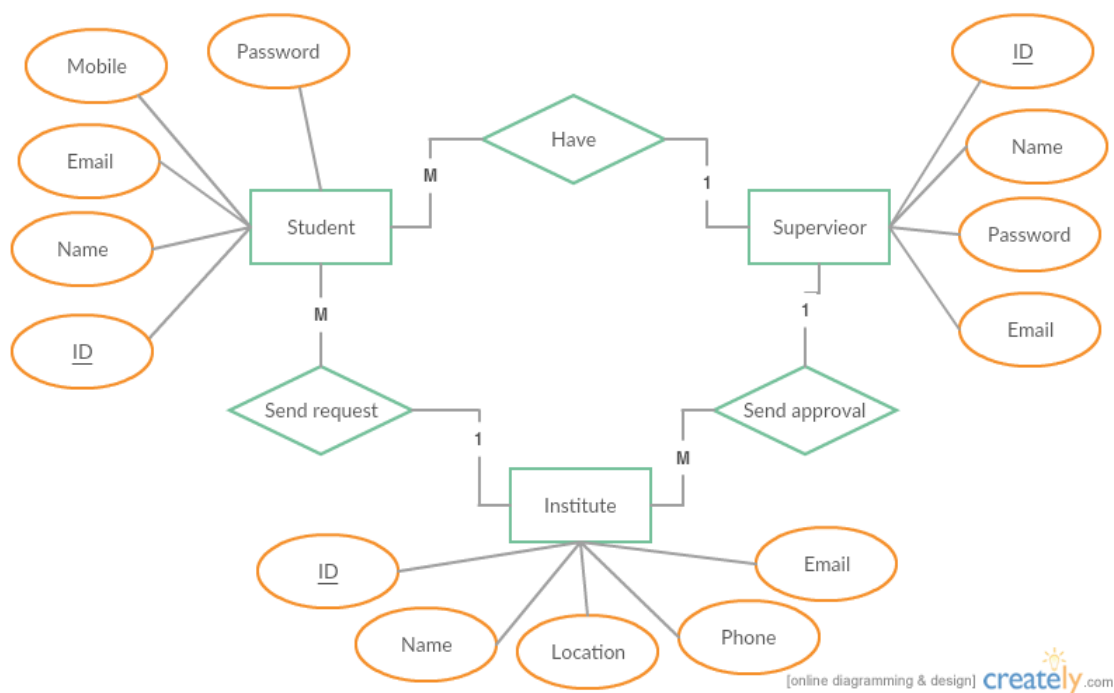 Mobile
Password
ID
Have
Name
Email
M
1
Student
Supervieor
Password
Name
ID
M
1
Email
Send request
Send approval
1
M
Institute
ID
Email
Name
Location
Phone
[online diagramming & design] creately.com